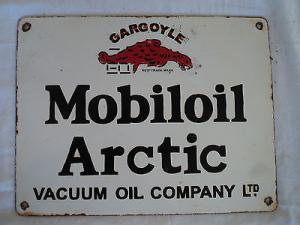 GARGOYLE
Mobiloil
Arctic
VACUUM OIL COMPANY LTD